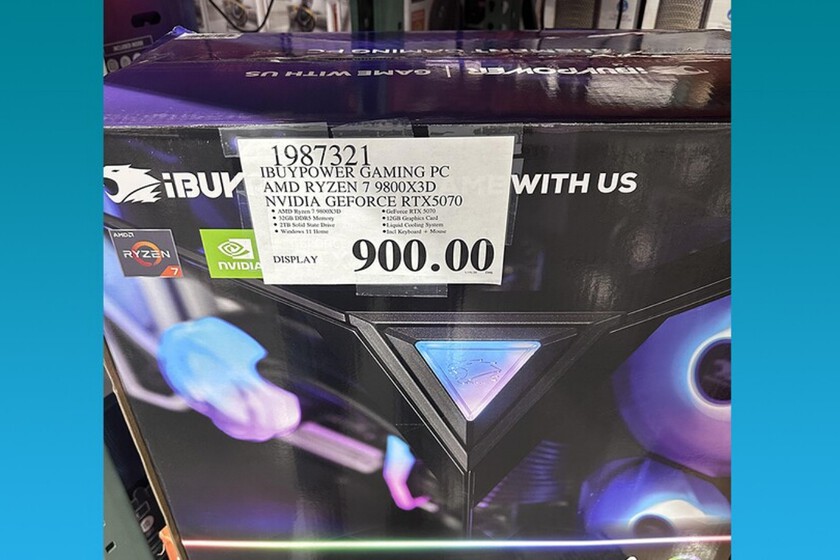 iBUYPOWER | GAME WITH US
1987321
IBUYPOWER GAMING PC
AMD RYZEN 7 9800X3D
NVIDIA GEFORCE RTX5070
• AMD Ryzen 7 9800X3D
• 32GB DDR5 Memory
• 2TB Solid State Drive
• Windows 11 Home
• GeForce RTX 5070
• 12GB Graphics Card
• Liquid Cooling System
• Incl Keyboard + Mouse
DISPLAY 900.00
iBUY
ME WITH US
AMD
RYZEN
7
NVIDIA